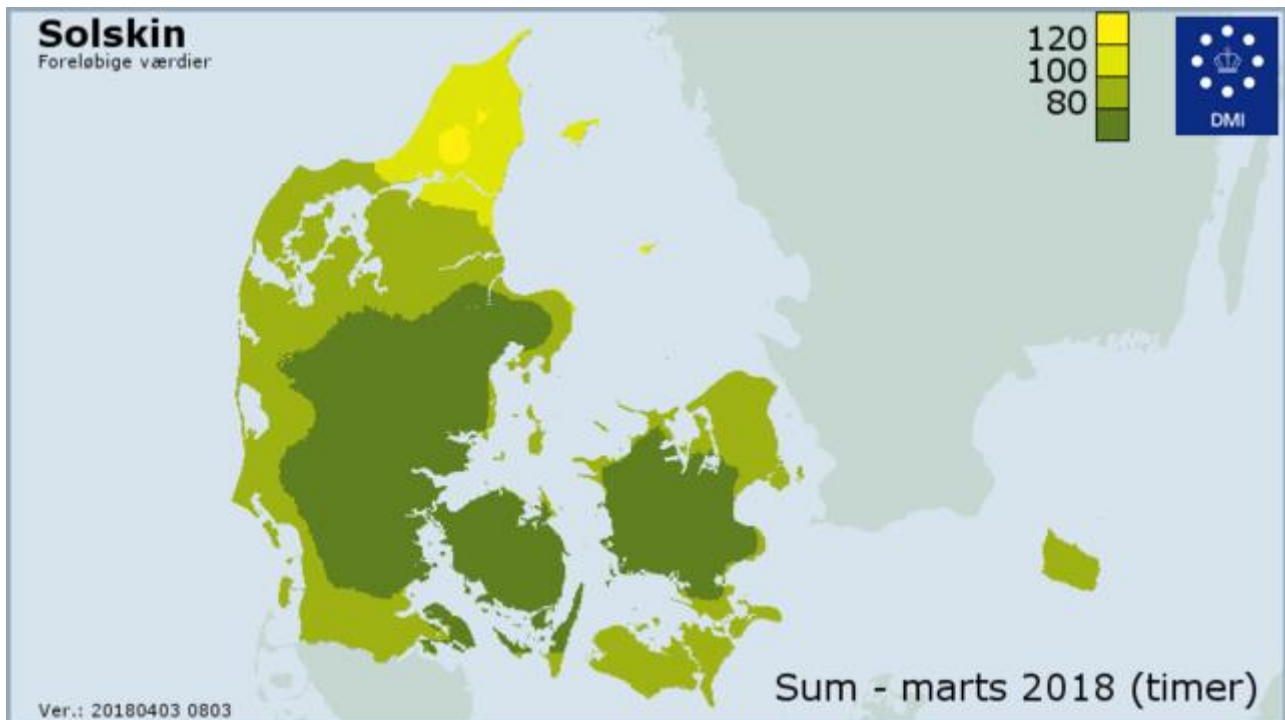 Solskin
Foreløbige værdier
120
100
80
DMI
Sum - marts 2018 (timer)
Ver.: 20180403 0803